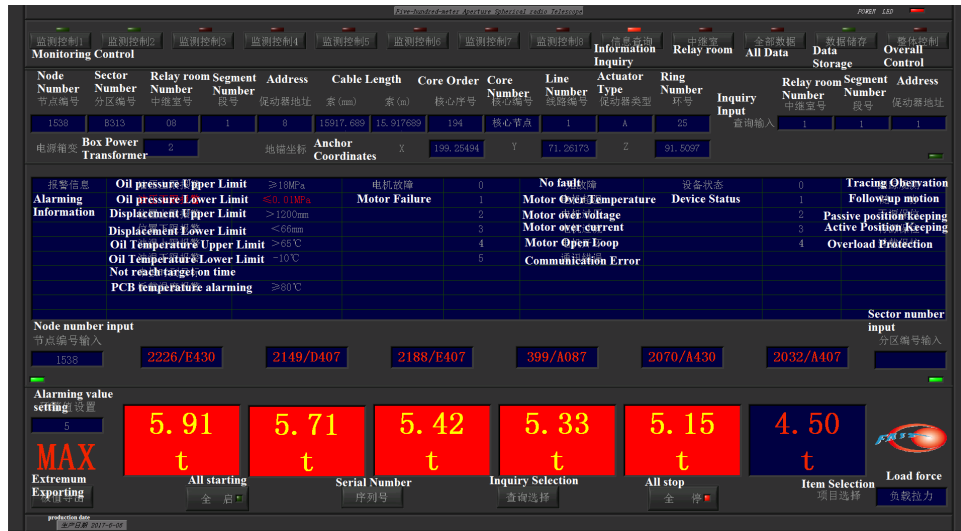 Five-hundred-meter Aperture Spherical radio Telescope
POWER LED
监测控制1 监测控制2 监测控制3 监测控制4 监测控制5 监测控制6 监测控制7 监测控制8 信息查询 中继室 全部数据 数据储存 整体控制
Monitoring Control Information Inquiry Relay room All Data Data Storage Overall Control
Node Number Sector Number Relay room Number Segment Number Address Cable Length Core Order Core Number Line Number Actuator Type Ring Number Inquiry Input Relay room Number Segment Number Address
节点编号 分区编号 中继室号 段号 促动器地址 索(mm) 索(m) 核心序号 核心编号 线路编号 促动器类型 环号 查询输入 中继室号 段号 促动器地址
1538 B313 08 1 8 15917.689 15.917689 194 核心节点 1 A 25 1 1 1
电源箱变 Box Power Transformer 2 地锚坐标 Anchor Coordinates X 199.25494 Y 71.26173 Z 91.5097
报警信息 Oil pressure Upper Limit ≥18MPa 电机故障 0 No fault 设备状态 0 Tracing Obervation
Alarming Information Oil pressure Lower Limit ≤0.01MPa Motor Failure 1 Motor Over Temperature Device Status 1 Follow-up motion
Displacement Upper Limit >1200mm 2 Motor over voltage 2 Passive position keeping
Displacement Lower Limit <66mm 3 Motor over current 3 Active Position Keeping
Oil Temperature Upper Limit >65℃ 4 Motor Open Loop 4 Overload Protection
Oil Temperature Lower Limit -10℃ 5 Communication Error
Not reach target on time
PCB temperature alarming ≥80℃
Node number input Sector number input
节点编号输入 分区编号输入
1538 2226/E430 2149/D407 2188/E407 399/A087 2070/A430 2032/A407
Alarming value setting
5 5.91 t 5.71 t 5.42 t 5.33 t 5.15 t 4.50 t
MAX FAST
Extremum Exporting All starting Serial Number Inquiry Selection All stop Item Selection Load force
全 启 序列号 查询选择 全 停 项目选择 负载拉力
production date
生产日期 2017-6-06